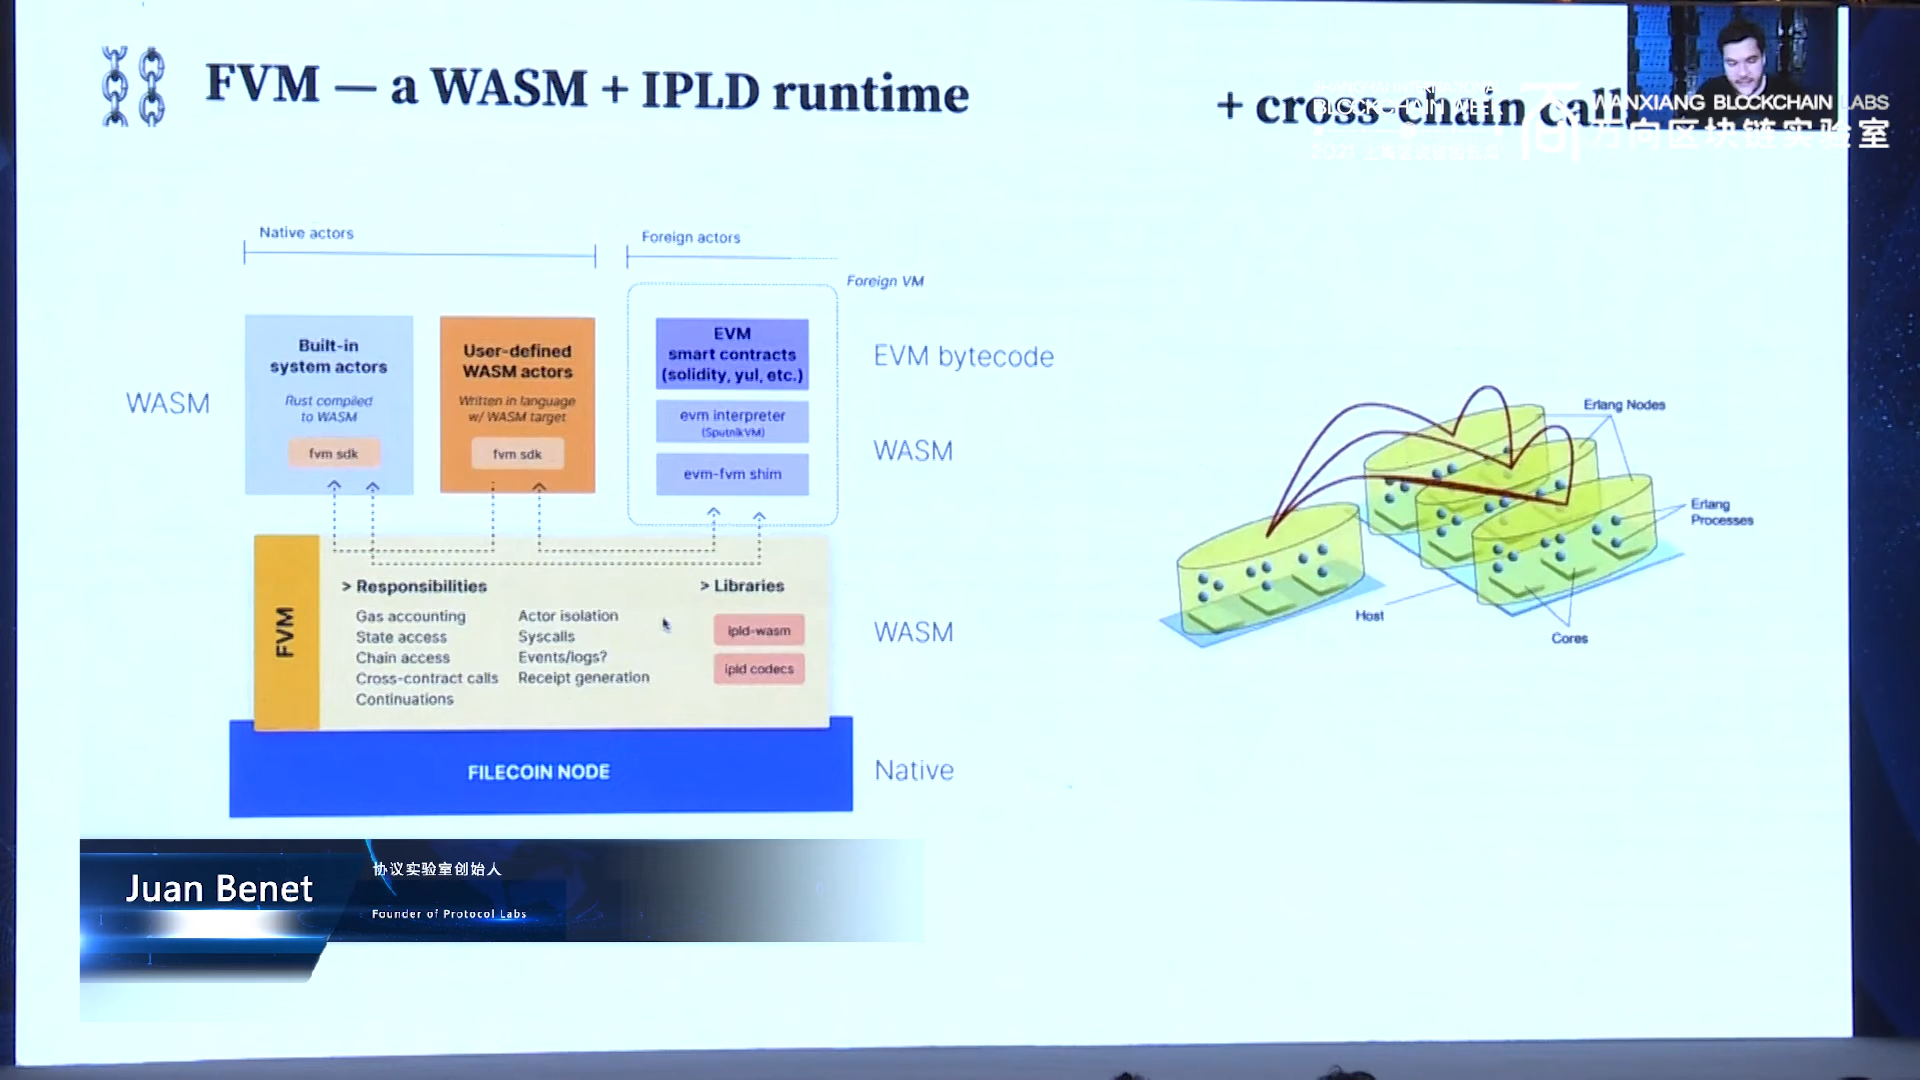 FVM — a WASM + IPLD runtime
+ cross-chain call
WANXIANG BLOCKCHAIN LABS
万向区块链实验室
Native actors
Foreign actors
Foreign VM
Built-in
system actors
Rust compiled
to WASM
fvm sdk
User-defined
WASM actors
Written in language
w/ WASM target
fvm sdk
EVM
smart contracts
(solidity, yul, etc.)
evm interpreter
(SputnikVM)
evm-fvm shim
WASM
EVM bytecode
WASM
FVM
> Responsibilities
Gas accounting
State access
Chain access
Cross-contract calls
Continuations
Actor isolation
Syscalls
Events/logs?
Receipt generation
> Libraries
ipld-wasm
ipld codecs
WASM
FILECOIN NODE
Native
Erlang Nodes
Erlang
Processes
Host
Cores
Juan Benet
协议实验室创始人
Founder of Protocol Labs